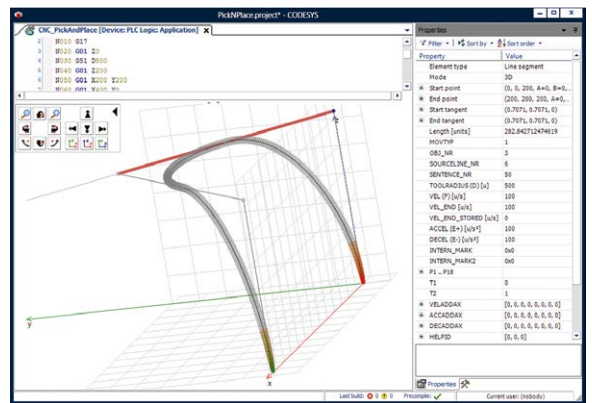 PickNPlace.project* - CODESYS
CNC_PickAndPlace [Device: PLC Logic: Application]
2 N010 G17
N020 G01 Z0
3 N030 G51 D500
4 N040 G01 Z200
5 N050 G01 X200 Y200
Z
y
x
Properties
Filter Sort by Sort order
Property Value
Element type Line segment
Mode 3D
Start point (0, 0, 200, A=0, B=0,...
End point (200, 200, 200, A=0,...
Start tangent (0.7071, 0.7071, 0)
End tangent (0.7071, 0.7071, 0)
Length [units] 282.842712474619
MOVTYP 1
OBJ_NR 3
SOURCELINE_NR 6
SENTENCE_NR 50
TOOLRADIUS (D) [u] 500
VEL (F) [u/s] 100
VEL_END [u/s] 100
VEL_END_STORED [u/s] 0
ACCEL (E+) [u/s²] 100
DECEL (E-) [u/s²] 100
INTERN_MARK 0x0
INTERN_MARK2 0x0
P1 .. P18
T1 0
T2 1
VELADDAX [0, 0, 0, 0, 0, 0, 0, 0]
ACCADDAX [0, 0, 0, 0, 0, 0, 0, 0]
DECADDAX [0, 0, 0, 0, 0, 0, 0, 0]
HELPID [0, 0, 0]
Properties
Last build: 0 0 Precompile: Current user: (nobody)